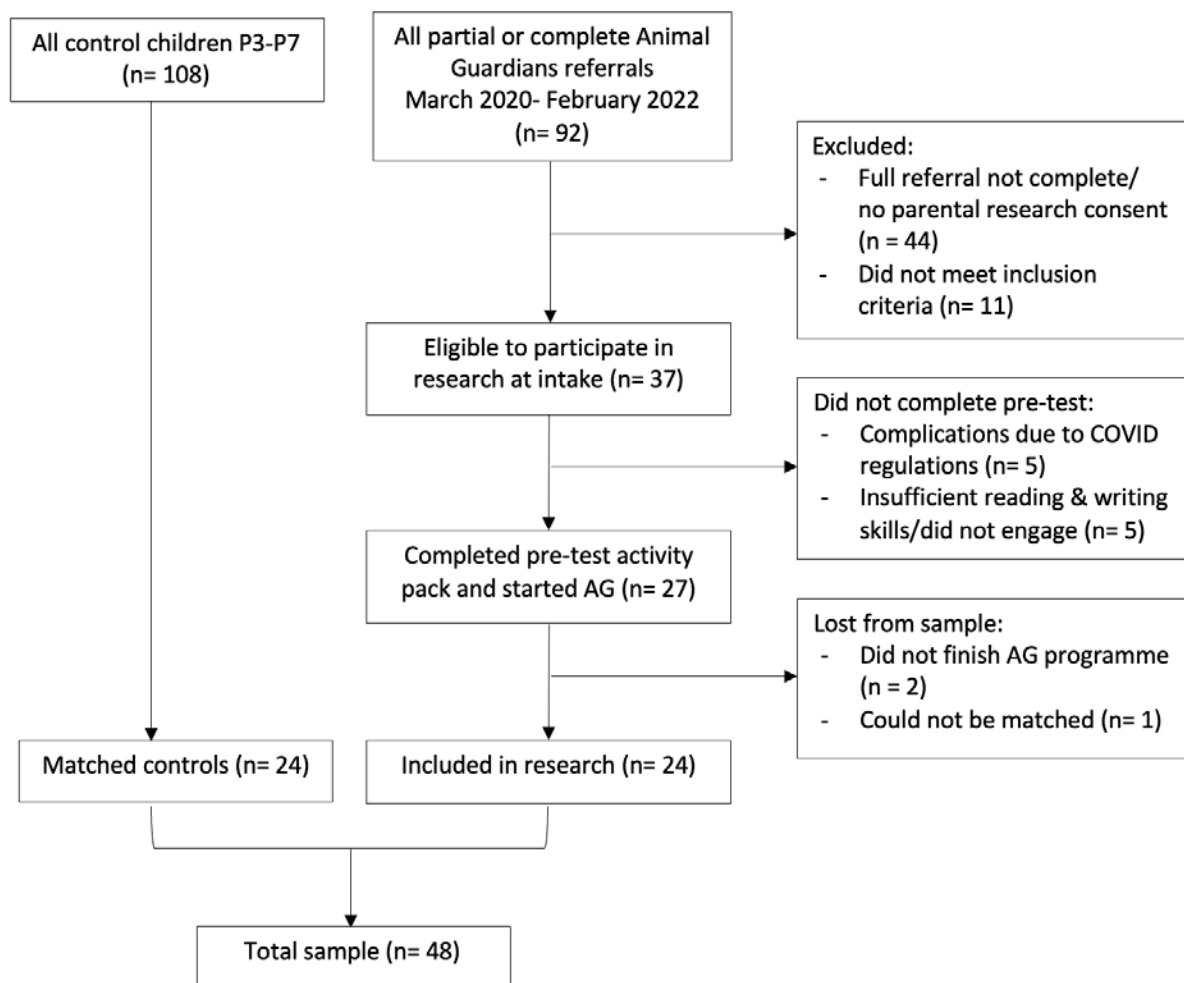 All control children P3-P7
(n= 108)
All partial or complete Animal
Guardians referrals
March 2020- February 2022
(n= 92)
Excluded:
- Full referral not complete/
no parental research consent
(n = 44)
- Did not meet inclusion
criteria (n= 11)
Eligible to participate in
research at intake (n= 37)
Did not complete pre-test:
- Complications due to COVID
regulations (n= 5)
- Insufficient reading & writing
skills/did not engage (n= 5)
Completed pre-test activity
pack and started AG (n= 27)
Lost from sample:
- Did not finish AG programme
(n = 2)
- Could not be matched (n= 1)
Matched controls (n= 24)
Included in research (n= 24)
Total sample (n= 48)